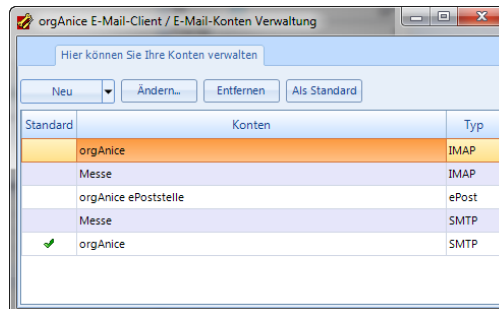 orgAnice E-Mail-Client / E-Mail-Konten Verwaltung
Hier können Sie Ihre Konten verwalten
Neu Ändern... Entfernen Als Standard
Standard Konten Typ
orgAnice IMAP
Messe IMAP
orgAnice ePoststelle ePost
Messe SMTP
orgAnice SMTP